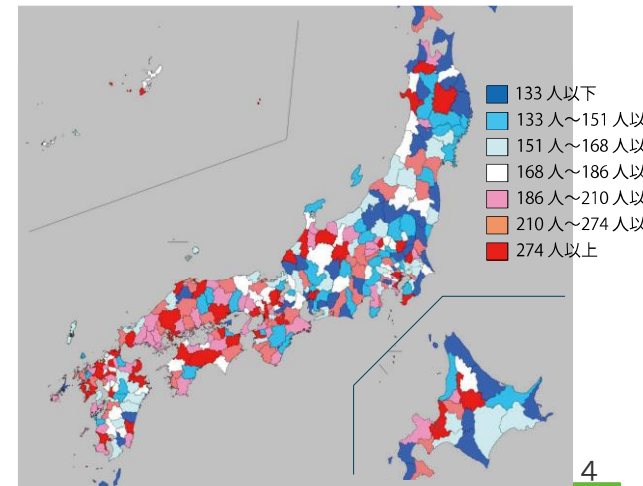 133 人以下
133 人～151 人以
151 人～168 人以
168 人～186 人以
186 人～210 人以
210 人～274 人以
274 人以上
4